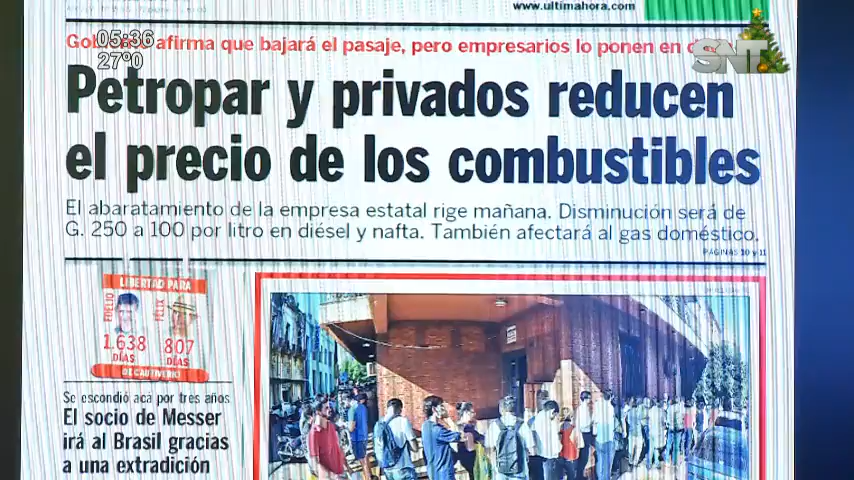 www.ultimahora.com
05:36
27°0
SNT
afirma que bajará el pasaje, pero empresarios lo ponen en
Petropar y privados reducen
el precio de los combustibles
El abaratamiento de la empresa estatal rige mañana. Disminución será de
G. 250 a 100 por litro en diésel y nafta. También afectará al gas doméstico.
PÁGINAS 10 y 11
LIBERTAD PARA
EDELIO
FÉLIX
1.638
DÍAS
807
DÍAS
DE CAUTIVERIO
Se escondió acá por tres años
El socio de Messer
irá al Brasil gracias
a una extradición